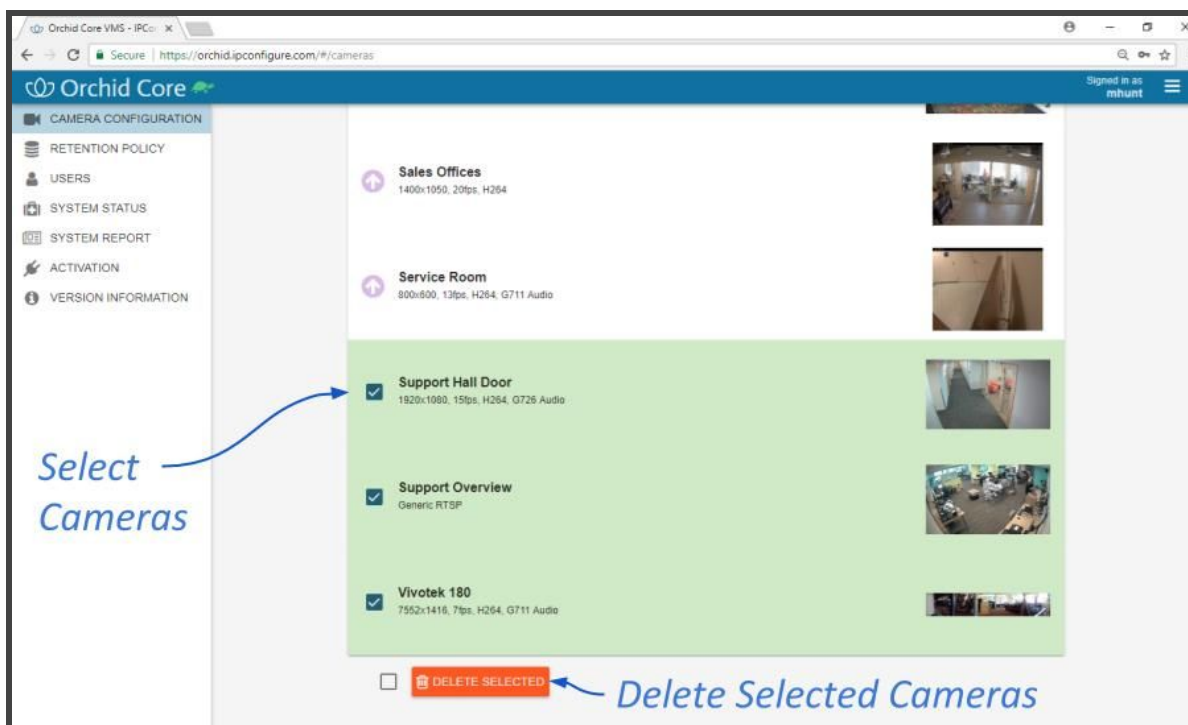 Orchid Core VMS - IPCo
Secure | https://orchid.ipconfigure.com/#/cameras
Orchid Core
Signed in as
mhunt
CAMERA CONFIGURATION
RETENTION POLICY
USERS
SYSTEM STATUS
SYSTEM REPORT
ACTIVATION
VERSION INFORMATION
Sales Offices
1400x1050, 20fps, H264
Service Room
800x600, 13fps, H264, G711 Audio
Support Hall Door
1920x1080, 15fps, H264, G726 Audio
Support Overview
Generic RTSP
Vivotek 180
7552x1416, 7fps, H264, G711 Audio
Select
Cameras
DELETE SELECTED
Delete Selected Cameras